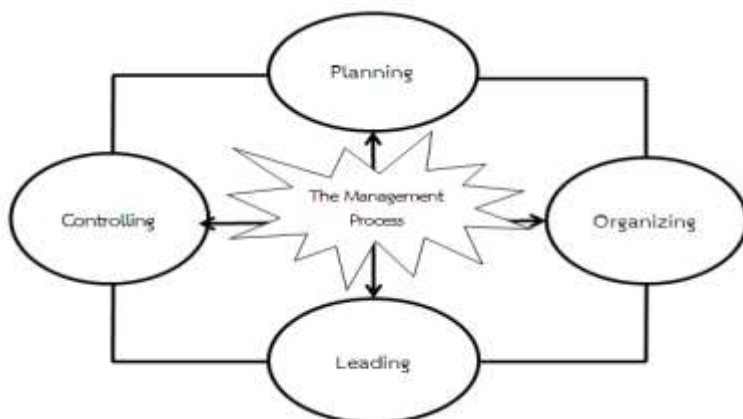 Planning
The Management
Process
Controlling
Organizing
Leading